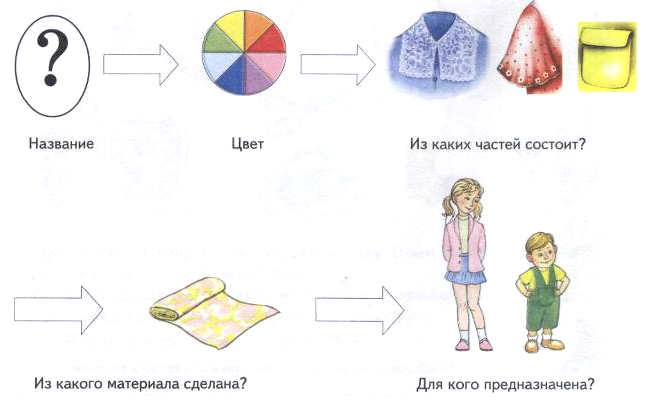 ?
Название
Цвет
Из каких частей состоит?
Из какого материала сделана?
Для кого предназначена?